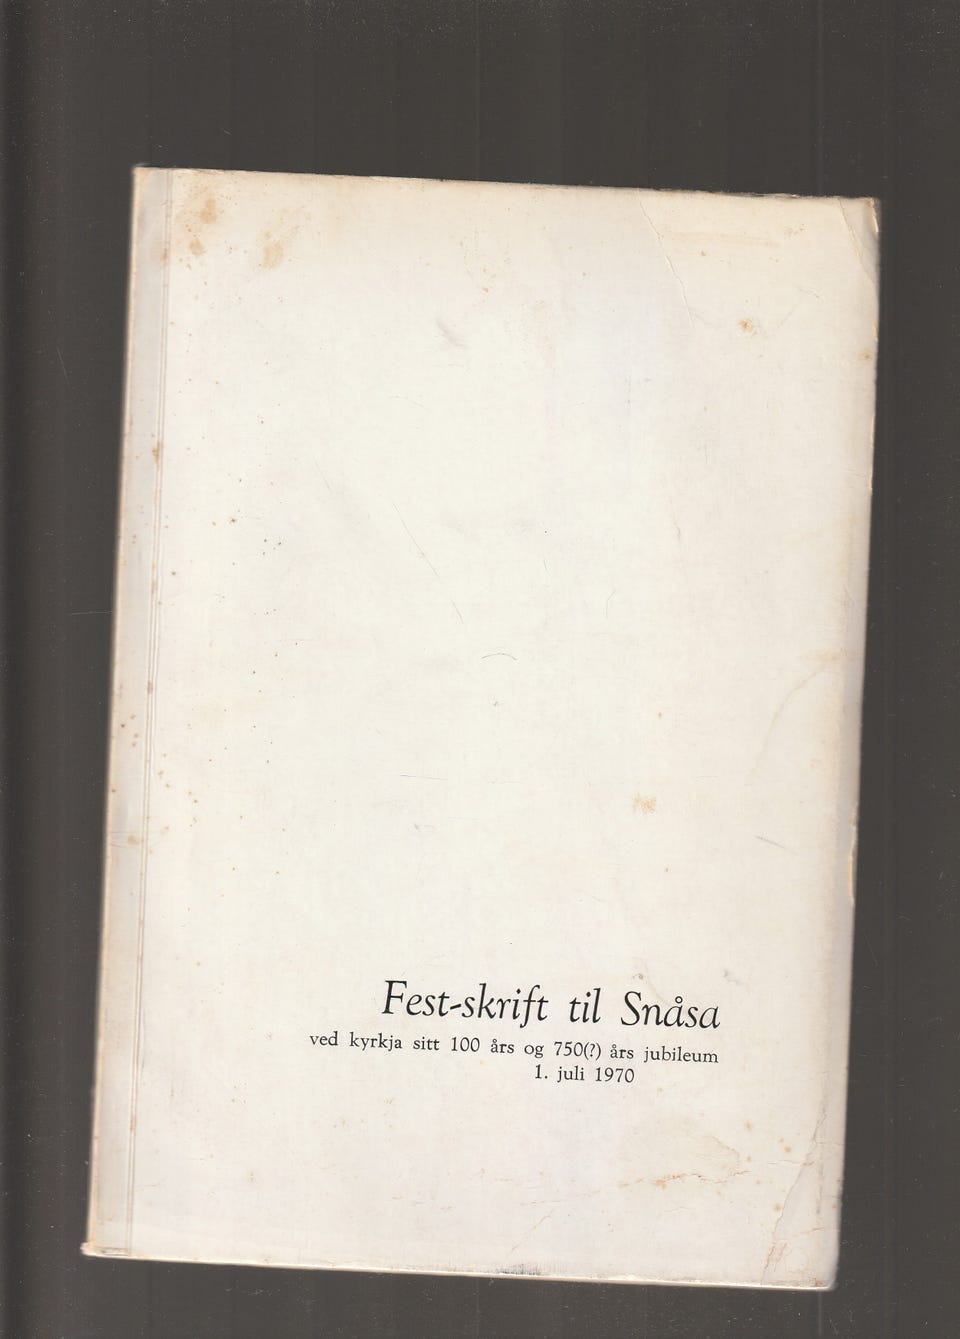 Fest-skrift til Snåsa
ved kyrkja sitt 100 års og 750(?) års jubileum
1. juli 1970